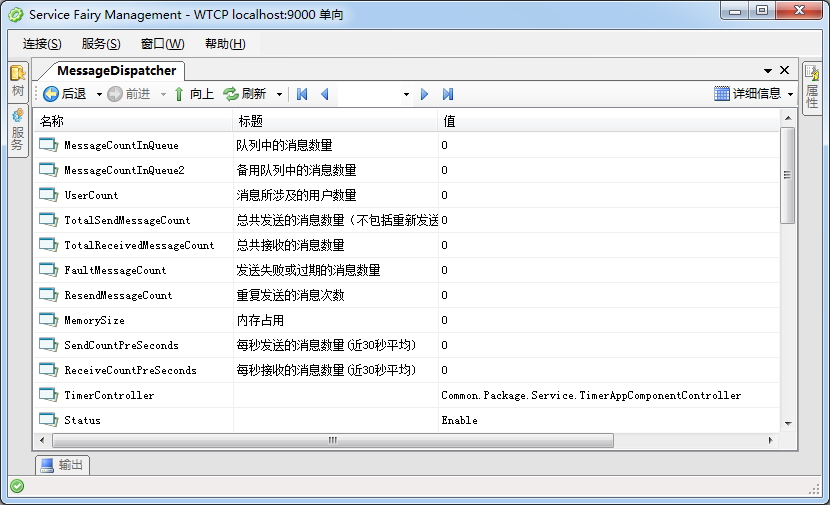 Service Fairy Management - WTCP localhost:9000 单向
连接(S) 服务(S) 窗口(W) 帮助(H)
MessageDispatcher
后退 前进 向上 刷新 详细信息
树
服务
属性
名称 标题 值
MessageCountInQueue 队列中的消息数量 0
MessageCountInQueue2 备用队列中的消息数量 0
UserCount 消息所涉及的用户数量 0
TotalSendMessageCount 总共发送的消息数量（不包括重新发送 0
TotalReceivedMessageCount 总共接收的消息数量 0
FaultMessageCount 发送失败或过期的消息数量 0
ResendMessageCount 重复发送的消息次数 0
MemorySize 内存占用 0
SendCountPreSeconds 每秒发送的消息数量(近30秒平均) 0
ReceiveCountPreSeconds 每秒接收的消息数量(近30秒平均) 0
TimerController Common.Package.Service.TimerAppComponentController
Status Enable
输出